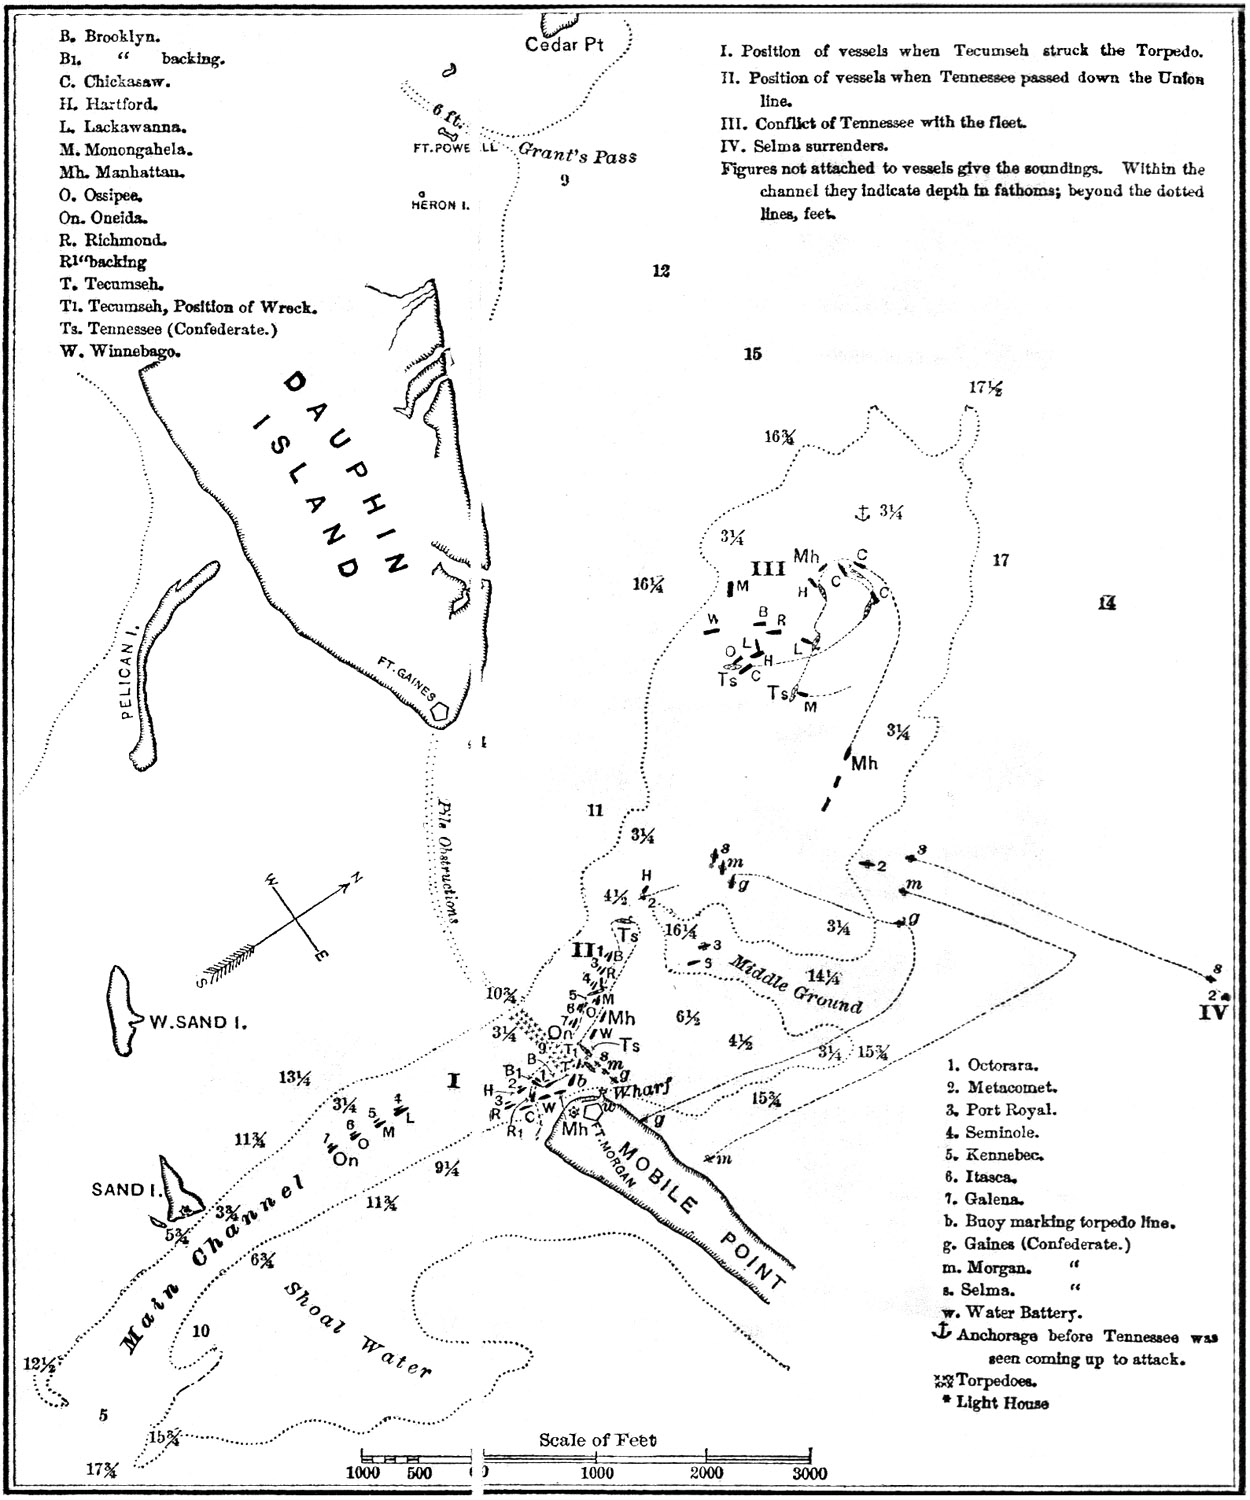 B. Brooklyn.
B1. “ backing.
C. Chickasaw.
H. Hartford.
L. Lackawanna.
M. Monongahela.
Mh. Manhattan.
O. Ossipee.
On. Oneida.
R. Richmond.
R1“backing
T. Tecumseh.
T1. Tecumseh, Position of Wreck.
Ts. Tennessee (Confederate.)
W. Winnebago.
Cedar Pt
I. Position of vessels when Tecumseh struck the Torpedo.
II. Position of vessels when Tennessee passed down the Union
line.
III. Conflict of Tennessee with the fleet.
IV. Selma surrenders.
Figures not attached to vessels give the soundings. Within the
channel they indicate depth in fathoms; beyond the dotted
lines, feet.
6 ft.
FT. POWELL
Grant's Pass
9
HERON I.
12
15
17½
16¾
DAUPHIN
ISLAND
3¼
3¼
17
16¼
14
III
Mh
C
C
C
H
M
W
B
R
L
L
O
H
C
Ts
Ts
M
PELICAN I.
FT. GAINES
3¼
Mh
11
Pile Obstructions
3¼
s
m
g
2
s
m
g
H
2
4½
N
W
E
S
Ts
16¼
3
S
3¼
Middle Ground
14¼
II
1
B
3
R
4
L
5
M
6
O
7
On
Mh
W
6½
4½
3¼
15¾
s
2
IV
10¾
3¼
9
T1
Ts
T
s
m
g
B
B1
L
2
b
H
3
R
C
W
R1
Mh
Wharf
w
15¾
g
m
FT. MORGAN
MOBILE POINT
W. SAND I.
13¼
I
3¼
4
L
5
M
6
O
7
On
11¾
9¼
11¾
SAND I.
3¾
5¾
Main Channel
6¾
Shoal Water
10
12½
5
15¾
17¾
1. Octorara.
2. Metacomet.
3. Port Royal.
4. Seminole.
5. Kennebec.
6. Itasca.
7. Galena.
b. Buoy marking torpedo line.
g. Gaines (Confederate.)
m. Morgan. “
s. Selma. “
w. Water Battery.
Anchorage before Tennessee was
seen coming up to attack.
Torpedoes.
* Light House
Scale of Feet
1000 500 0 1000 2000 3000